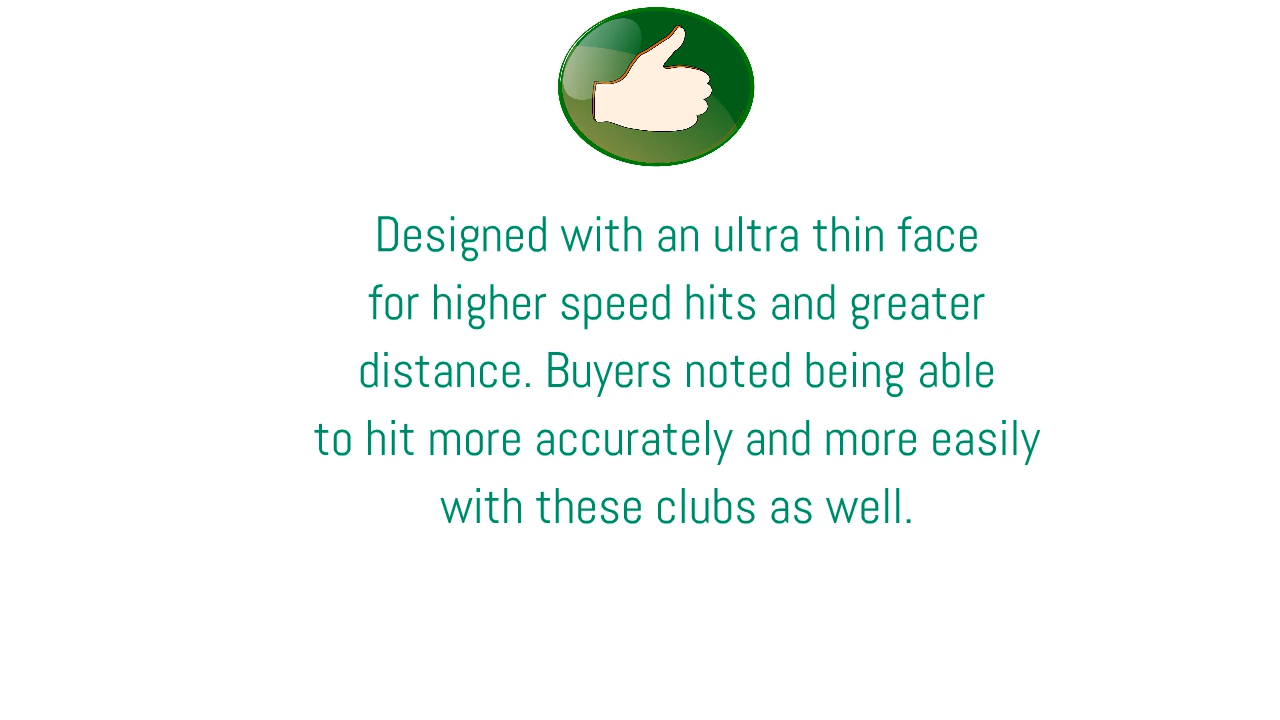 Designed with an ultra thin face
for higher speed hits and greater
distance. Buyers noted being able
to hit more accurately and more easily
with these clubs as well.